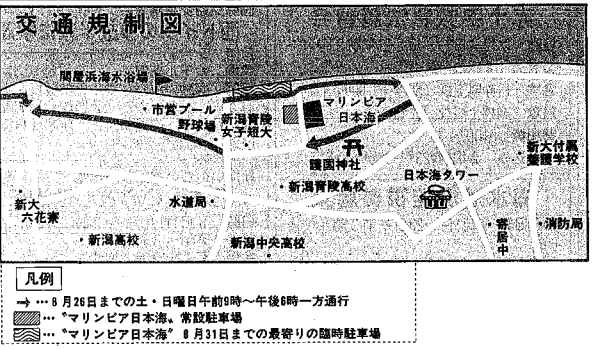 交通規制図
関屋浜海水浴場
市営プール
野球場
新潟青陵
女子短大
マリンピア
日本海
護国神社
新潟青陵高校
日本海タワー
新大付属
養護学校
新大
六花寮
水道局
新潟高校
新潟中央高校
寄居中
消防局
凡例
→…8月26日までの土・日曜日午前9時〜午後6時一方通行
…〝マリンピア日本海〟常設駐車場
…〝マリンピア日本海〟8月31日までの最寄りの臨時駐車場